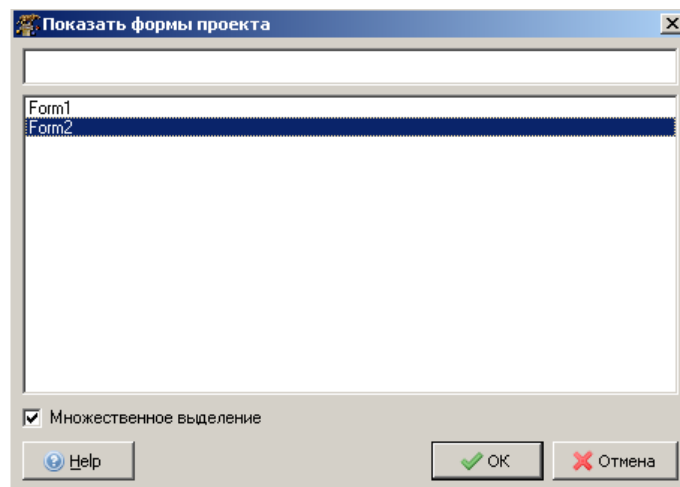 Показать формы проекта
Form1
Form2
Множественное выделение
Help
OK
Отмена